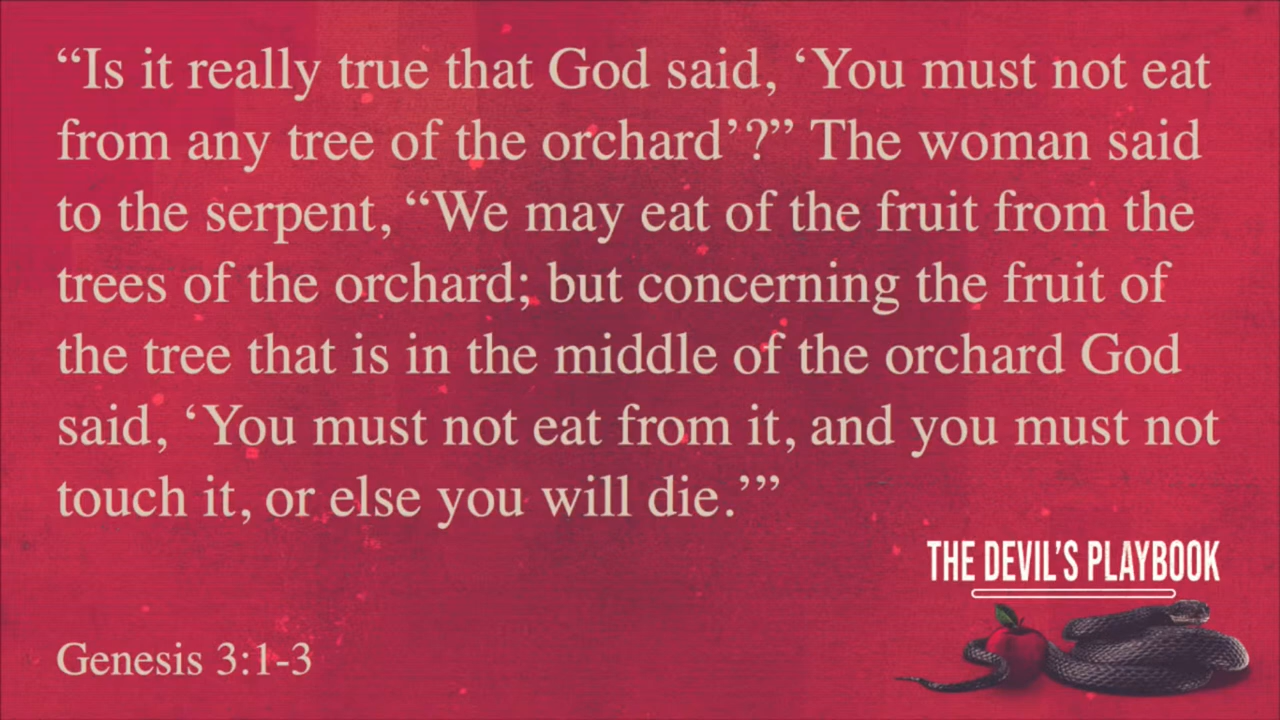 “Is it really true that God said, ‘You must not eat
from any tree of the orchard’?” The woman said
to the serpent, “We may eat of the fruit from the
trees of the orchard; but concerning the fruit of
the tree that is in the middle of the orchard God
said, ‘You must not eat from it, and you must not
touch it, or else you will die.’”
THE DEVIL’S PLAYBOOK
Genesis 3:1-3